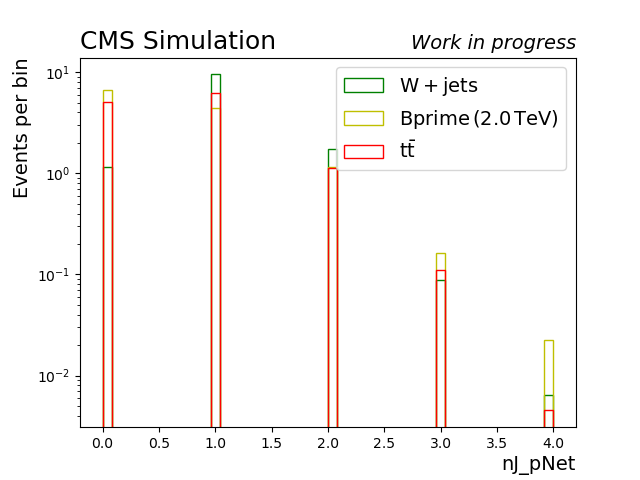 CMS Simulation
Work in progress
Events per bin
10¹
10⁰
10⁻¹
10⁻²
W + jets
Bprime (2.0 TeV)
tt̄
0.0 0.5 1.0 1.5 2.0 2.5 3.0 3.5 4.0
nJ_pNet